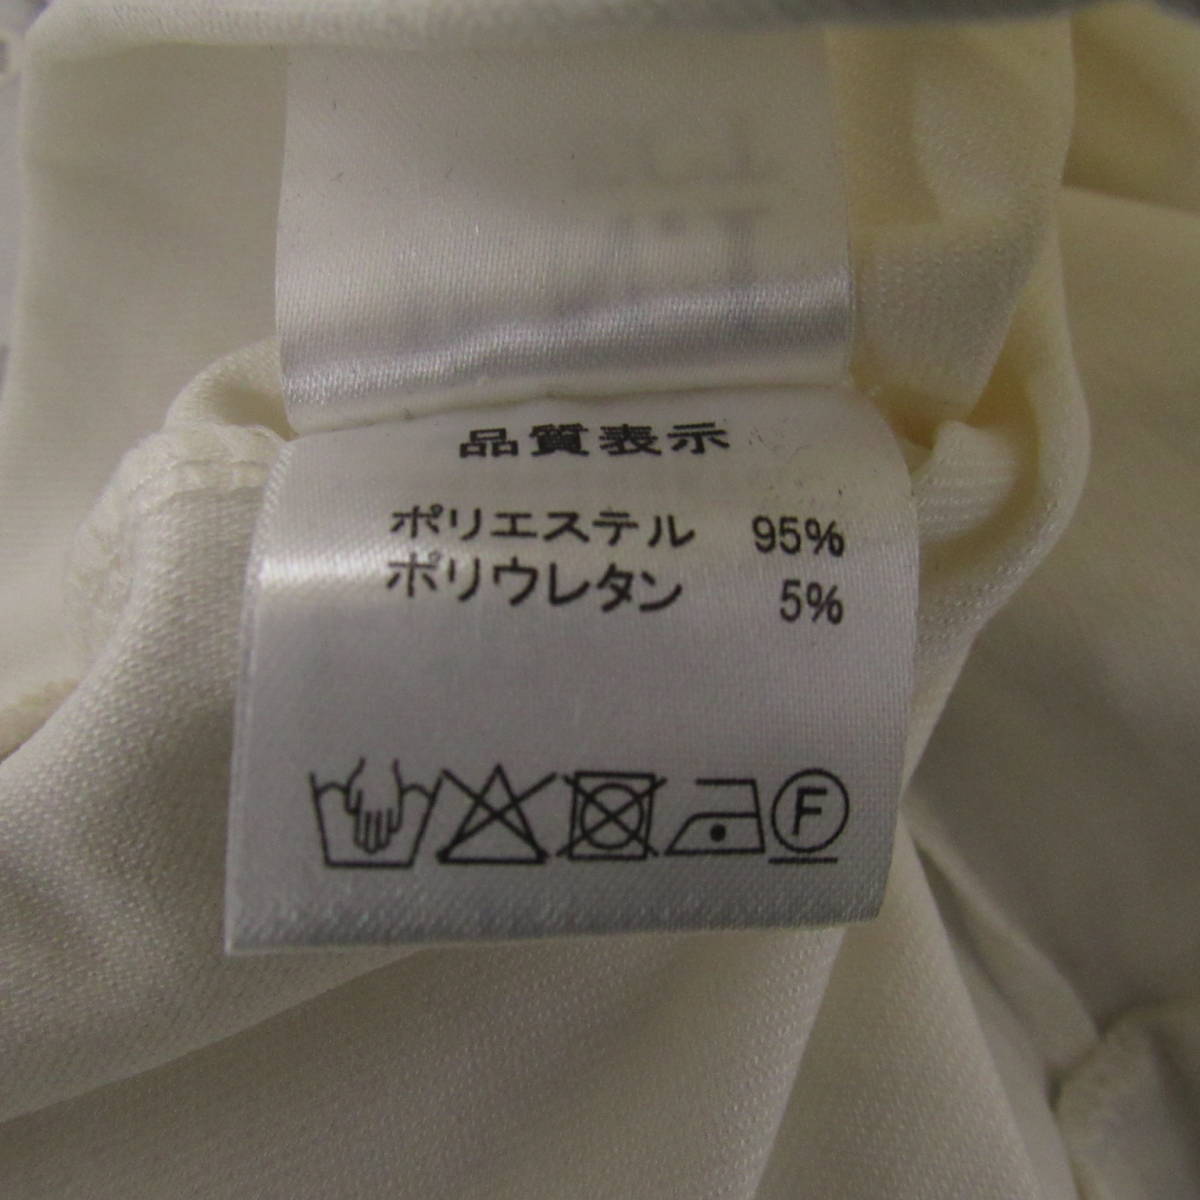 品質表示
ポリエステル 95%
ポリウレタン 5%
F